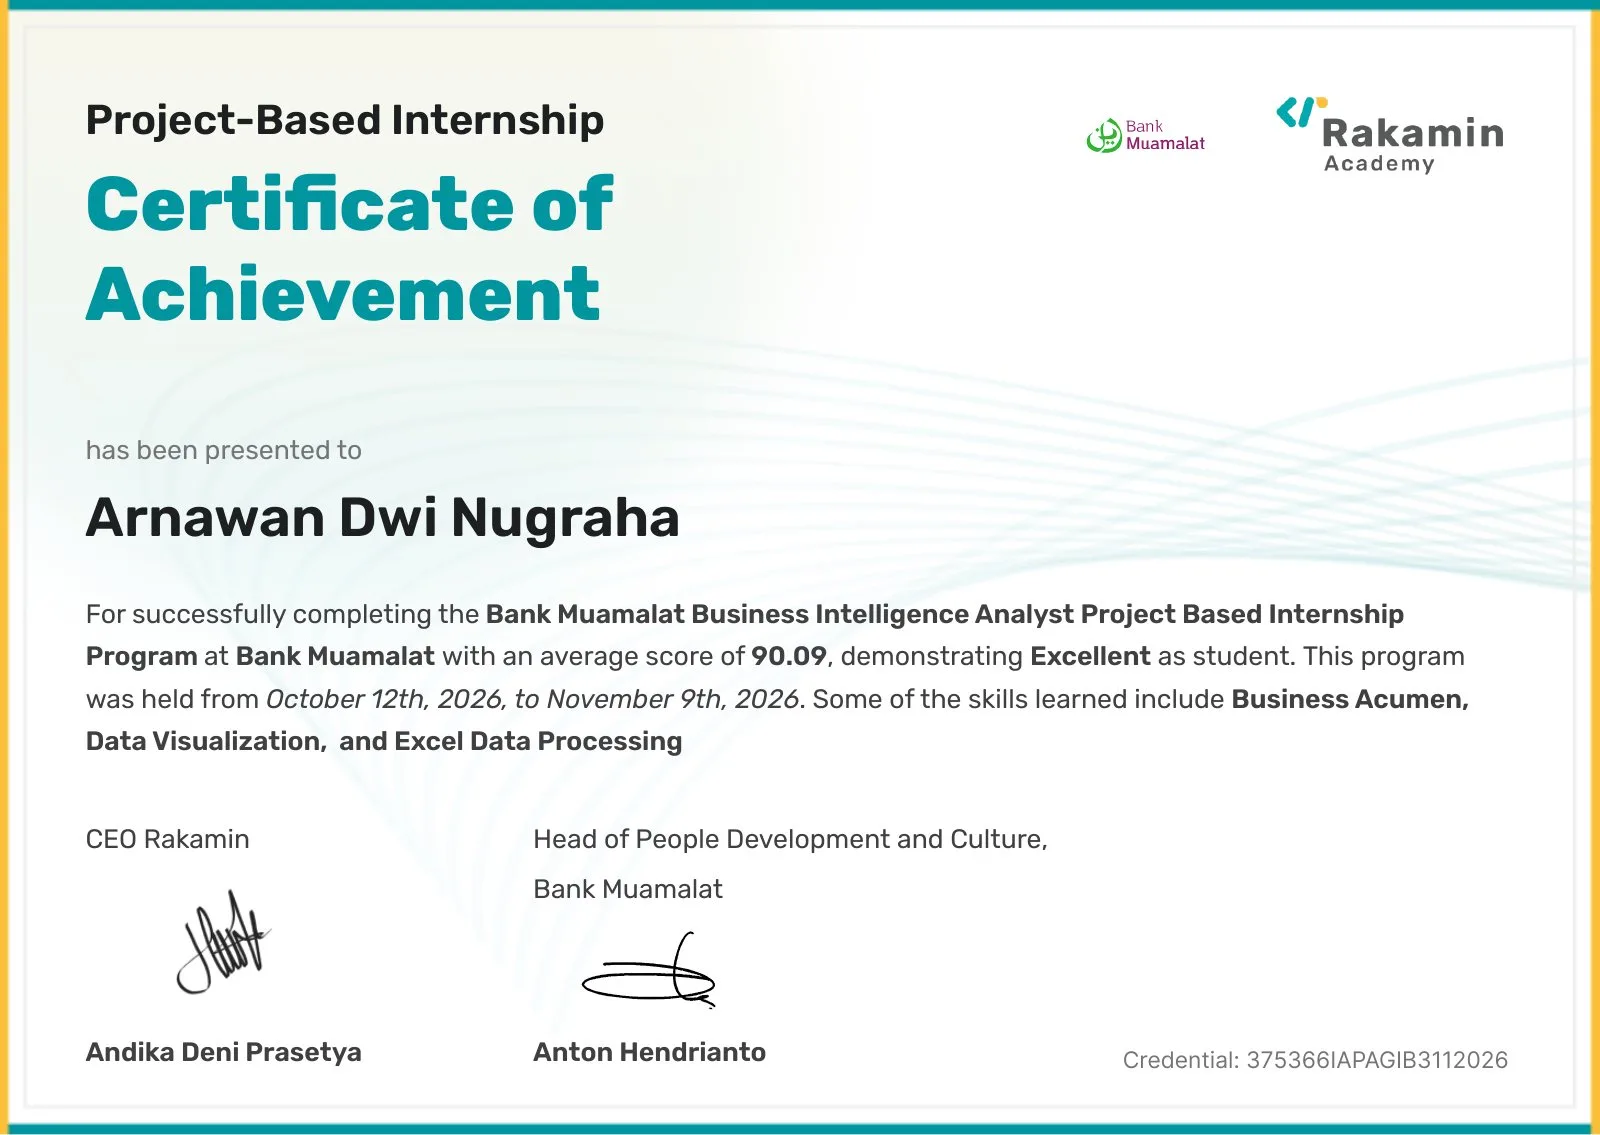 Project-Based Internship
Certificate of
Achievement
Bank
Muamalat
Rakamin
Academy
has been presented to
Arnawan Dwi Nugraha
For successfully completing the Bank Muamalat Business Intelligence Analyst Project Based Internship
Program at Bank Muamalat with an average score of 90.09, demonstrating Excellent as student. This program
was held from October 12th, 2026, to November 9th, 2026. Some of the skills learned include Business Acumen,
Data Visualization,  and Excel Data Processing
CEO Rakamin
Head of People Development and Culture,
Bank Muamalat
Andika Deni Prasetya
Anton Hendrianto
Credential: 375366IAPAGIB3112026